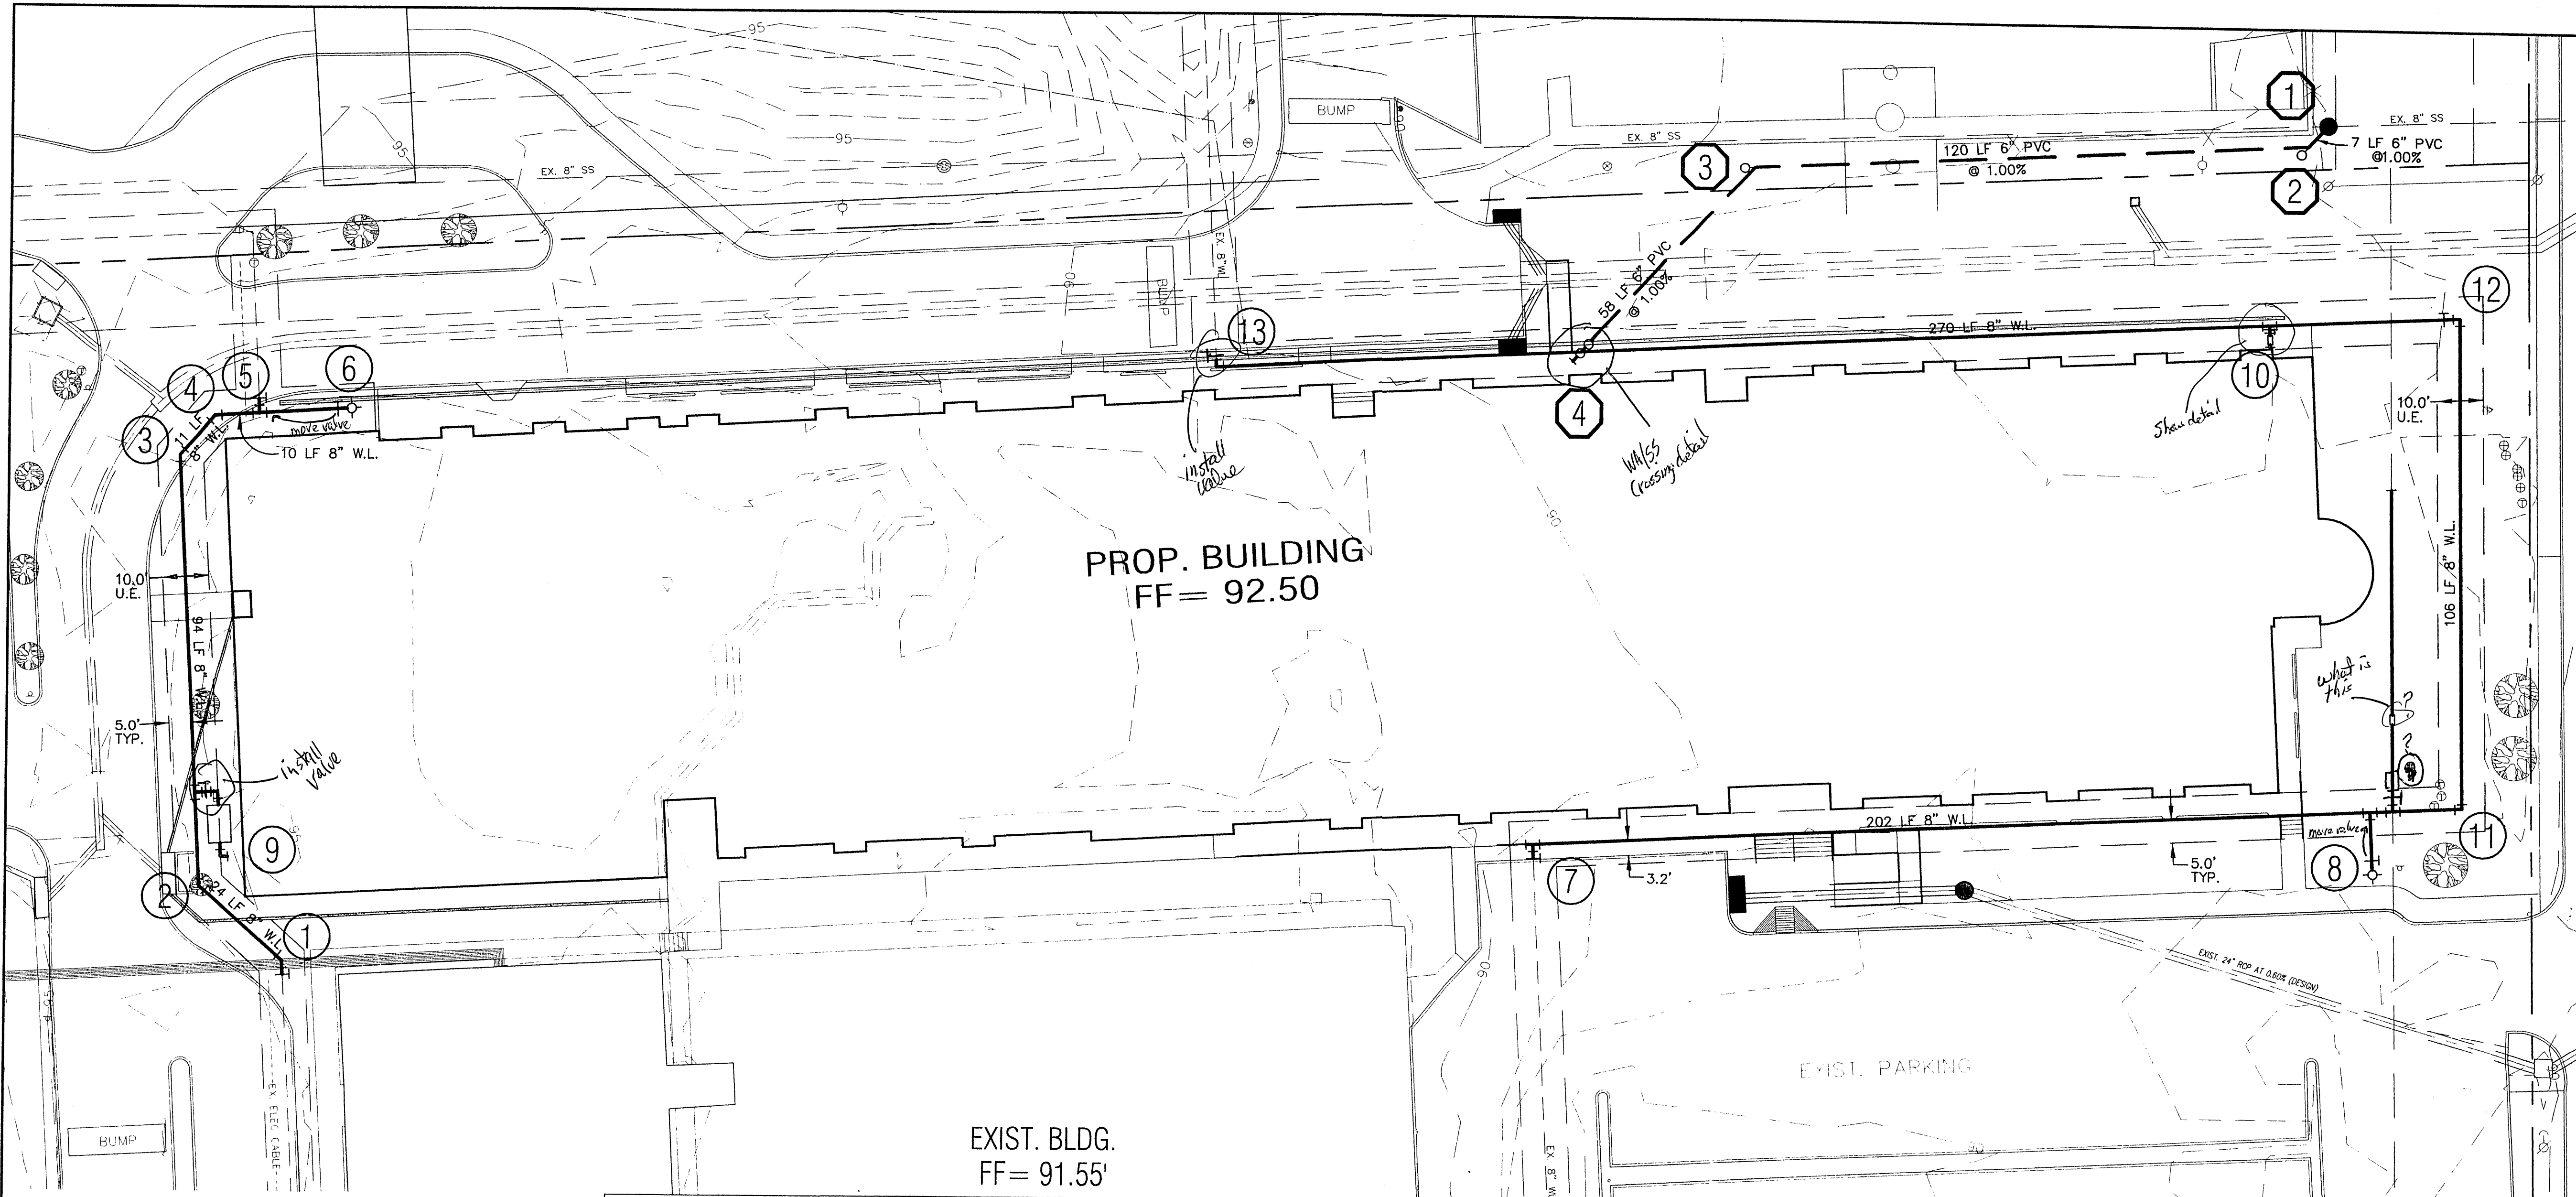 95
BUMP
1
EX. 8" SS
EX. 8" SS
7 LF 6" PVC
@1.00%
95
95
120 LF 6" PVC
@ 1.00%
3
2
EX. 8" SS
EX. 8" W.L.
90
BUMP
58 LF 6" PVC
@ 1.00%
12
13
270 LF 8" W.L.
4
5
6
10
3
11 LF
8" W.L.
move valve
10 LF 8" W.L.
4
10.0'
U.E.
Show detail
install
valve
WA/SS
Crossing detail
90
PROP. BUILDING
FF= 92.50
10.0'
U.E.
94 LF 8" W.L.
106 LF 8" W.L.
what is
this
?
5.0'
TYP.
install
valve
?
202 LF 8" W.L.
move valve
11
9
7
3.2'
5.0'
TYP.
8
2
24 LF 8" W.L.
1
90
EXIST. 24" RCP AT 0.60% (DESIGN)
EXIST. PARKING
EX. ELEC CABLE
BUMP
EXIST. BLDG.
FF= 91.55'
EX. 8" WL
90